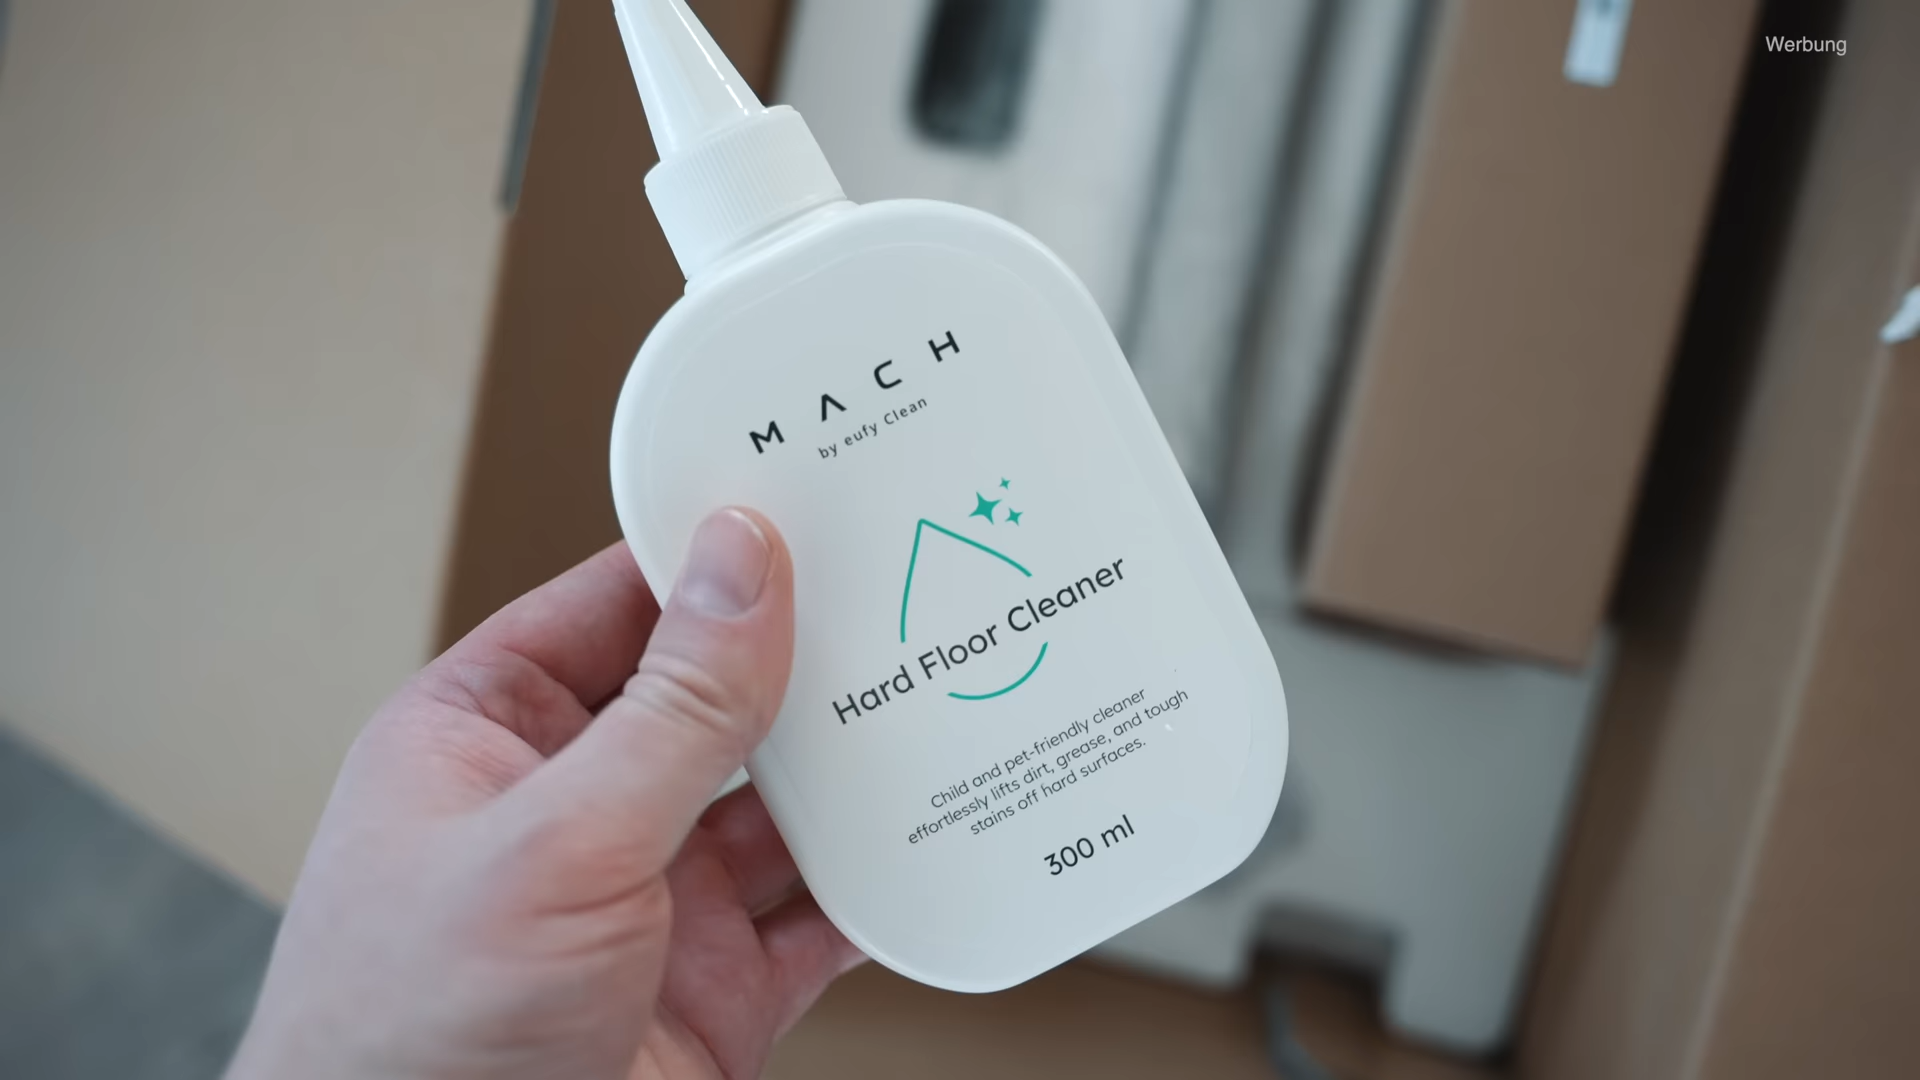 Werbung
MACH
by eufy Clean
Hard Floor Cleaner
Child and pet-friendly cleaner
effortlessly lifts dirt, grease, and tough
stains off hard surfaces.
300 ml